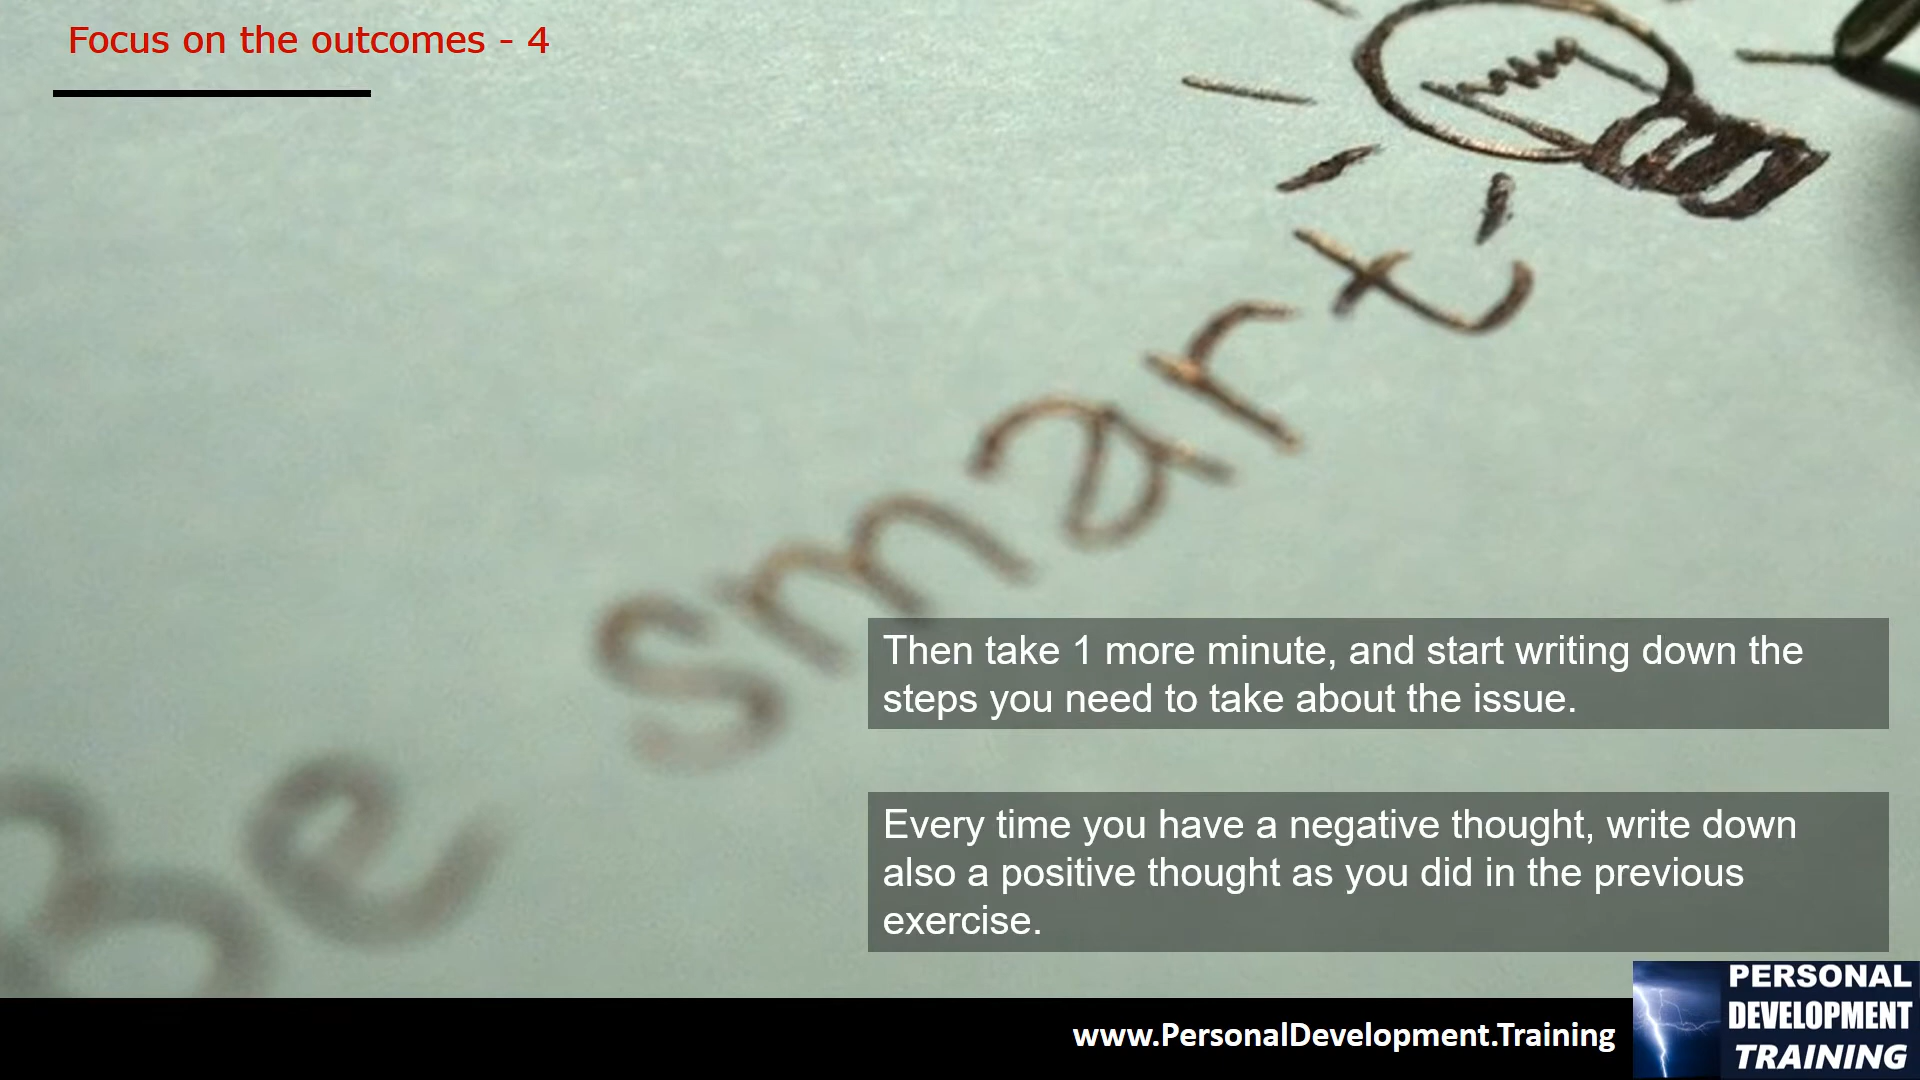 Focus on the outcomes - 4
Be smart
Then take 1 more minute, and start writing down the
steps you need to take about the issue.
Every time you have a negative thought, write down
also a positive thought as you did in the previous
exercise.
www.PersonalDevelopment.Training
PERSONAL
DEVELOPMENT
TRAINING